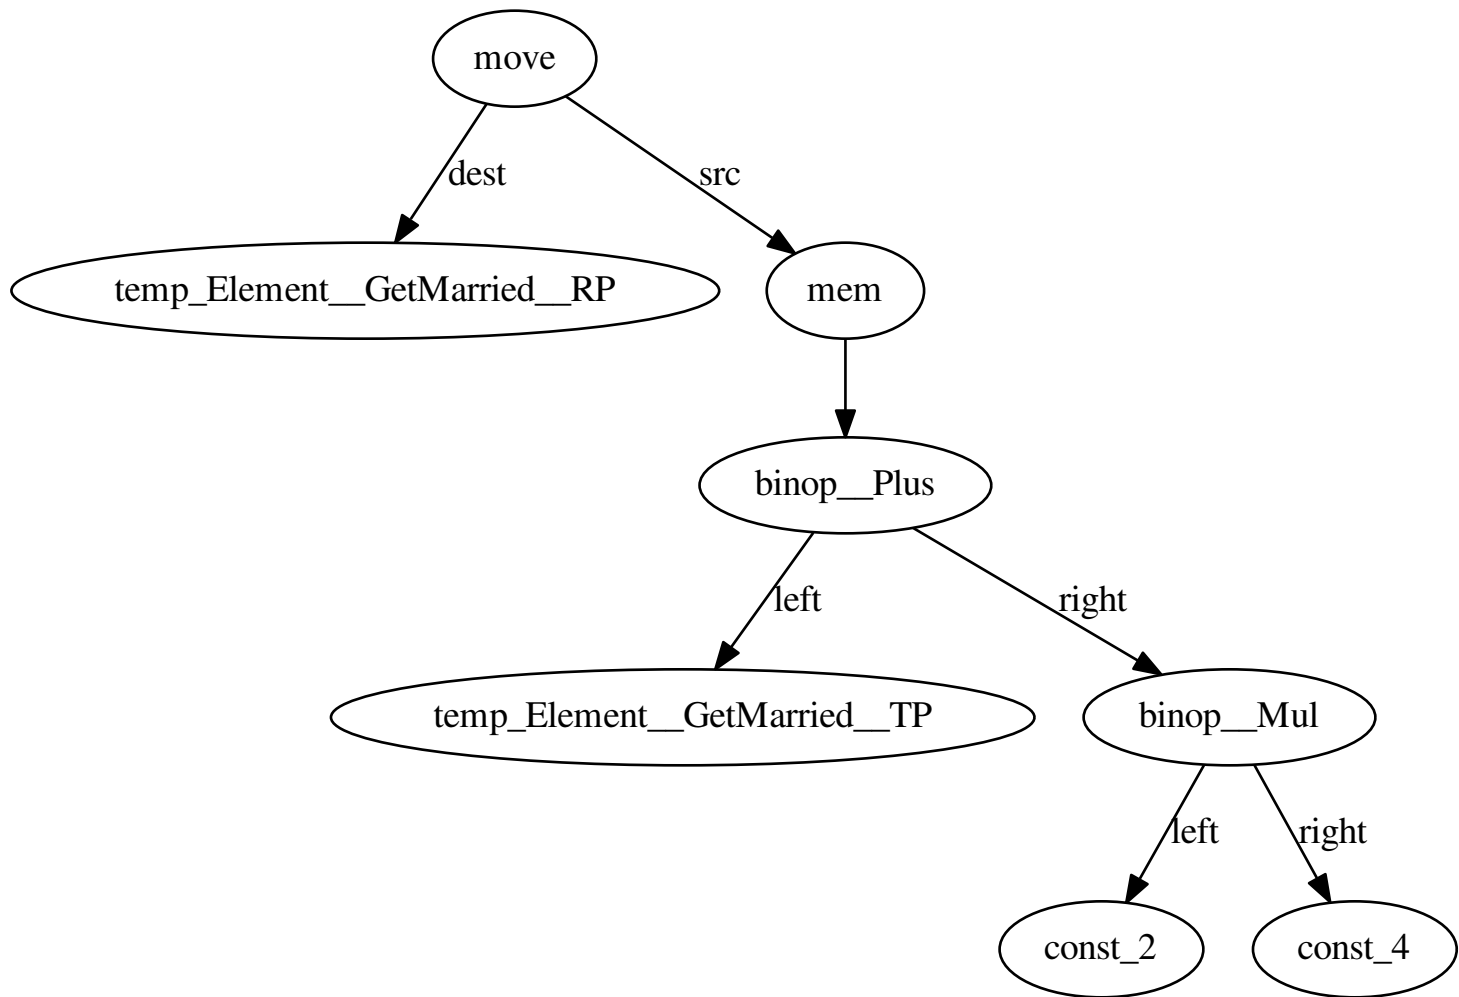 move
dest
src
temp_Element__GetMarried__RP
mem
binop__Plus
left
right
temp_Element__GetMarried__TP
binop__Mul
left
right
const_2
const_4